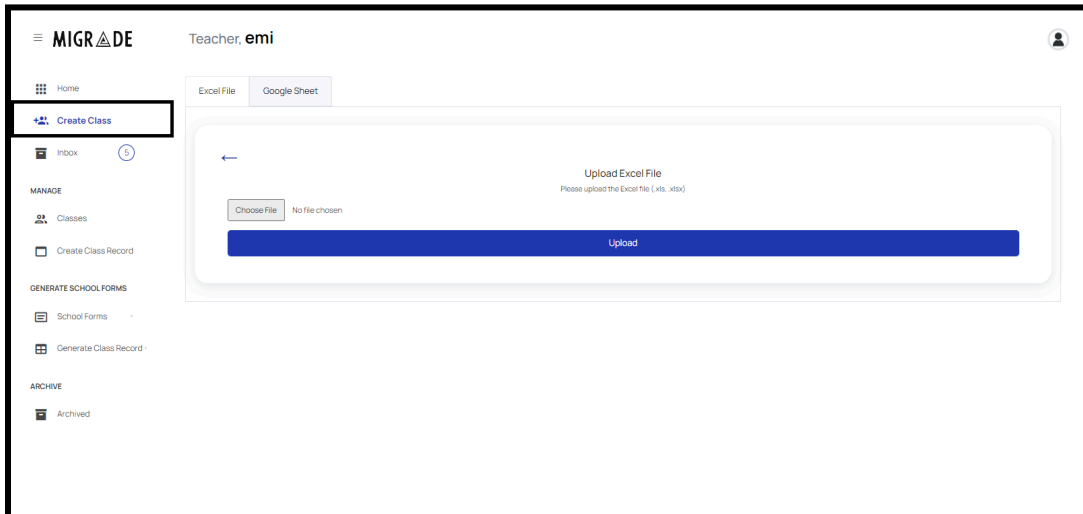 MIGRADE
Teacher, emi
Home
Create Class
Inbox 5
MANAGE
Classes
Create Class Record
GENERATE SCHOOL FORMS
School Forms
Generate Class Record
ARCHIVE
Archived
Excel File Google Sheet
Upload Excel File
Please upload the Excel file (.xls, .xlsx)
Choose File No file chosen
Upload